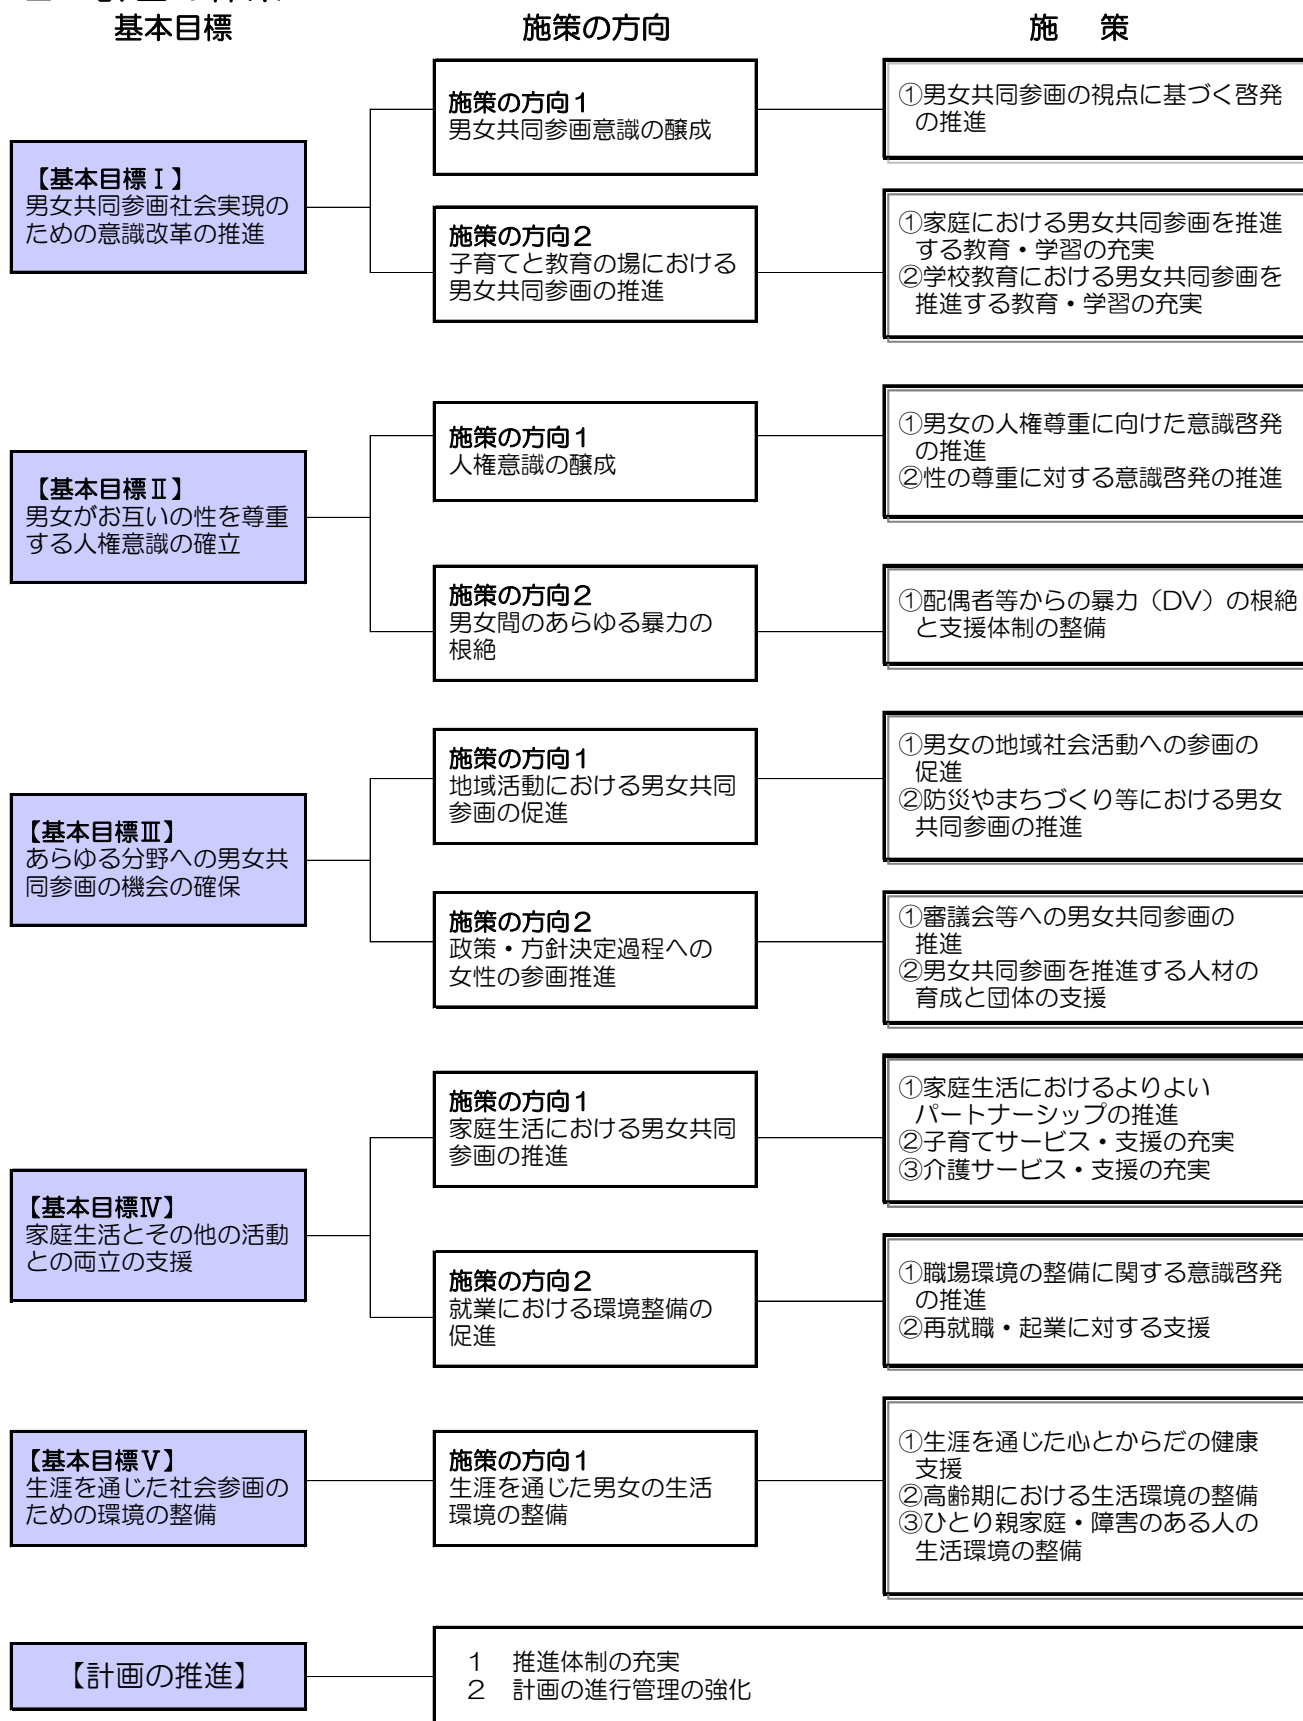 基本目標
施策の方向
施　策
【基本目標Ⅰ】
男女共同参画社会実現の
ための意識改革の推進
施策の方向１
男女共同参画意識の醸成
①男女共同参画の視点に基づく啓発
の推進
施策の方向２
子育てと教育の場における
男女共同参画の推進
①家庭における男女共同参画を推進
する教育・学習の充実
②学校教育における男女共同参画を
推進する教育・学習の充実
【基本目標Ⅱ】
男女がお互いの性を尊重
する人権意識の確立
施策の方向１
人権意識の醸成
①男女の人権尊重に向けた意識啓発
の推進
②性の尊重に対する意識啓発の推進
施策の方向２
男女間のあらゆる暴力の
根絶
①配偶者等からの暴力（DV）の根絶
と支援体制の整備
【基本目標Ⅲ】
あらゆる分野への男女共
同参画の機会の確保
施策の方向１
地域活動における男女共同
参画の促進
①男女の地域社会活動への参画の
促進
②防災やまちづくり等における男女
共同参画の推進
施策の方向２
政策・方針決定過程への
女性の参画推進
①審議会等への男女共同参画の
推進
②男女共同参画を推進する人材の
育成と団体の支援
【基本目標Ⅳ】
家庭生活とその他の活動
との両立の支援
施策の方向１
家庭生活における男女共同
参画の推進
①家庭生活におけるよりよい
パートナーシップの推進
②子育てサービス・支援の充実
③介護サービス・支援の充実
施策の方向２
就業における環境整備の
促進
①職場環境の整備に関する意識啓発
の推進
②再就職・起業に対する支援
【基本目標Ⅴ】
生涯を通じた社会参画の
ための環境の整備
施策の方向１
生涯を通じた男女の生活
環境の整備
①生涯を通じた心とからだの健康
支援
②高齢期における生活環境の整備
③ひとり親家庭・障害のある人の
生活環境の整備
【計画の推進】
１　推進体制の充実
２　計画の進行管理の強化